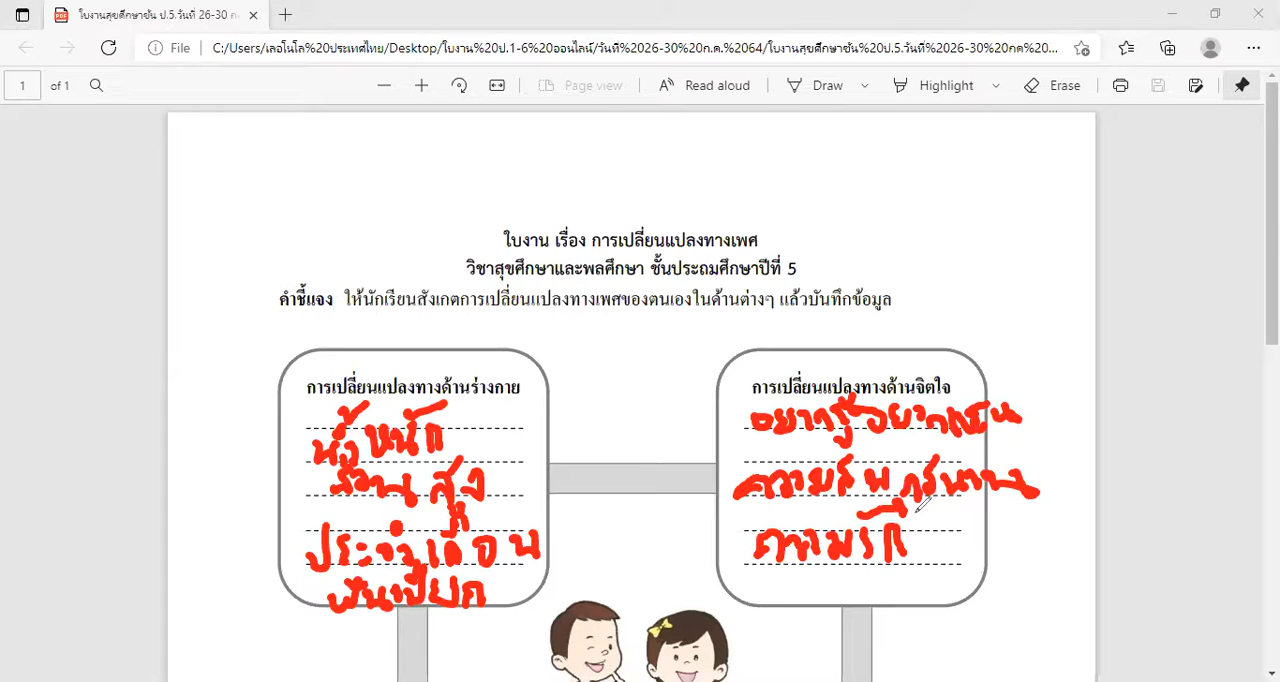 ใบงานสุขศึกษาชั้น ป.5.วันที่ 26-30 ก
File
C:/Users/เลอโนโว%20ประเทศไทย/Desktop/ใบงาน%20ป.1-6%20ออนไลน์/วันที่%2026-30%20ก.ค.%2064/ใบงานสุขศึกษาชั้น%20ป.5.วันที่%2026-30%20กค%20...
1 of 1
Page view
Read aloud
Draw
Highlight
Erase
ใบงาน เรื่อง การเปลี่ยนแปลงทางเพศ
วิชาสุขศึกษาและพลศึกษา ชั้นประถมศึกษาปีที่ 5
คำชี้แจง ให้นักเรียนสังเกตการเปลี่ยนแปลงทางเพศของตนเองในด้านต่างๆ แล้วบันทึกข้อมูล
การเปลี่ยนแปลงทางด้านร่างกาย
น้ำหนัก
ส่วนสูง
ประจำเดือน
ฝันเปียก
การเปลี่ยนแปลงทางด้านจิตใจ
อยากรู้อยากเห็น
ความรัก